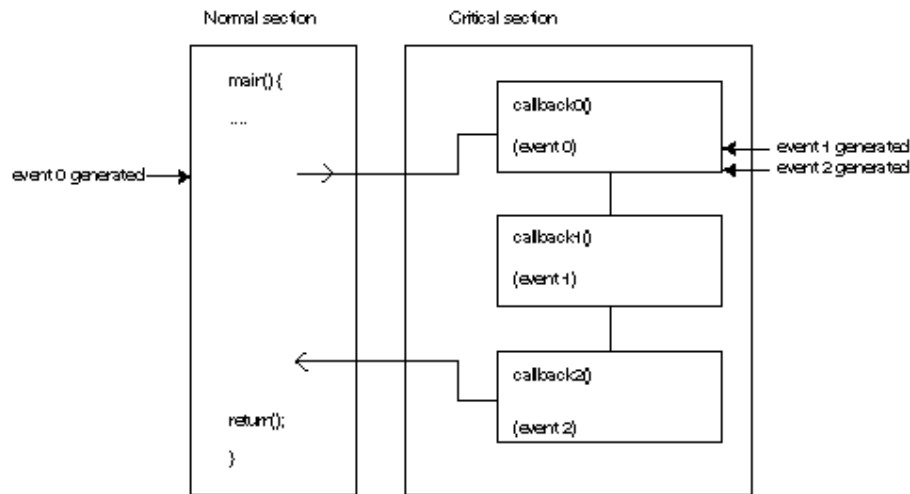 Normal section
Critical section
main() {
....
event 0 generated
callback0()
(event 0)
event 1 generated
event 2 generated
callback1()
(event 1)
callback2()
(event 2)
return();
}